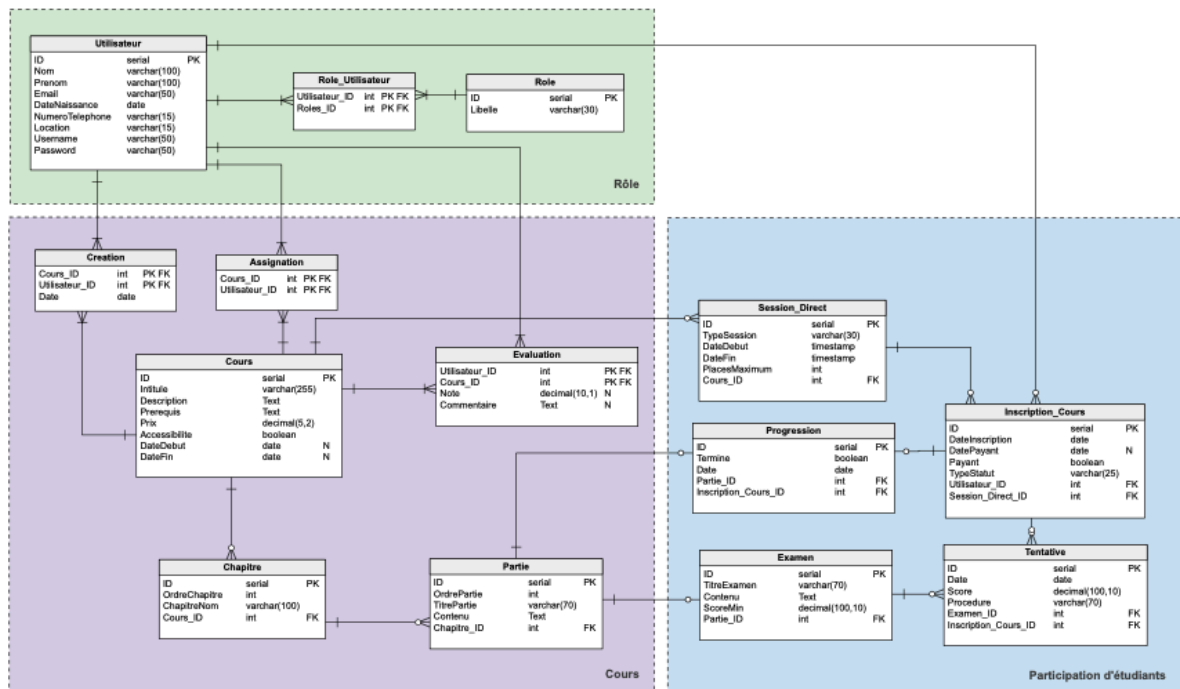 Utilisateur
ID serial PK
Nom varchar(100)
Prenom varchar(100)
Email varchar(50)
DateNaissance date
NumeroTelephone varchar(15)
Location varchar(15)
Username varchar(50)
Password varchar(50)
Role_Utilisateur
Utilisateur_ID int PK FK
Roles_ID int PK FK
Role
ID serial PK
Libelle varchar(30)
Rôle
Creation
Cours_ID int PK FK
Utilisateur_ID int PK FK
Date date
Assignation
Cours_ID int PK FK
Utilisateur_ID int PK FK
Cours
ID serial PK
Intitule varchar(255)
Description Text
Prerequis Text
Prix decimal(5,2)
Accessibilite boolean
DateDebut date N
DateFin date N
Evaluation
Utilisateur_ID int PK FK
Cours_ID int PK FK
Note decimal(10,1) N
Commentaire Text N
Chapitre
ID serial PK
OrdreChapitre int
ChapitreNom varchar(100)
Cours_ID int FK
Partie
ID serial PK
OrdrePartie int
TitrePartie varchar(70)
Contenu Text
Chapitre_ID int FK
Cours
Session_Direct
ID serial PK
TypeSession varchar(30)
DateDebut timestamp
DateFin timestamp
PlacesMaximum int
Cours_ID int FK
Progression
ID serial PK
Termine boolean
Date date
Partie_ID int FK
Inscription_Cours_ID int FK
Inscription_Cours
ID serial PK
DateInscription date
DatePayant date N
Payant boolean
TypeStatut varchar(25)
Utilisateur_ID int FK
Session_Direct_ID int FK
Examen
ID serial PK
TitreExamen varchar(70)
Contenu Text
ScoreMin decimal(100,10)
Partie_ID int FK
Tentative
ID serial PK
Date date
Score decimal(100,10)
Procedure varchar(70)
Examen_ID int FK
Inscription_Cours_ID int FK
Participation d'étudiants